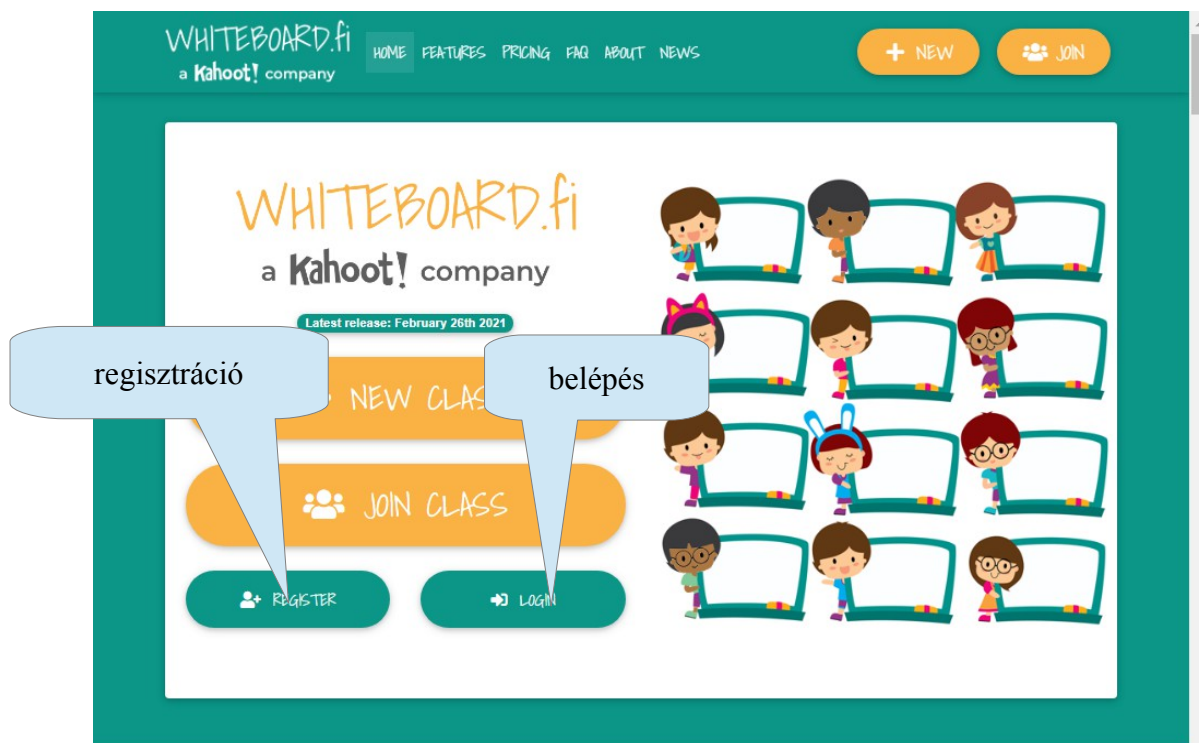 WHITEBOARD.fi
a Kahoot! company
HOME FEATURES PRICING FAQ ABOUT NEWS
NEW
JOIN
WHITEBOARD.fi
a Kahoot! company
Latest release: February 26th 2021
regisztráció
belépés
NEW CLAS
JOIN CLASS
REGISTER
LOGIN